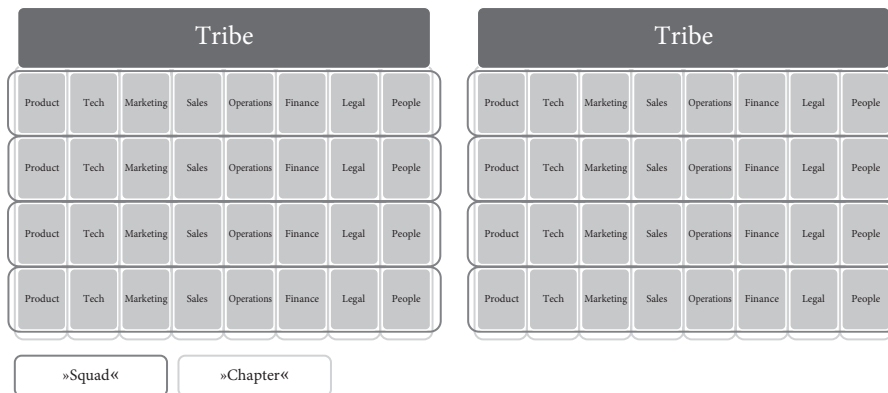 Tribe Tribe
Product Tech Marketing Sales Operations Finance Legal People Product Tech Marketing Sales Operations Finance Legal People
Product Tech Marketing Sales Operations Finance Legal People Product Tech Marketing Sales Operations Finance Legal People
Product Tech Marketing Sales Operations Finance Legal People Product Tech Marketing Sales Operations Finance Legal People
Product Tech Marketing Sales Operations Finance Legal People Product Tech Marketing Sales Operations Finance Legal People
»Squad« »Chapter«